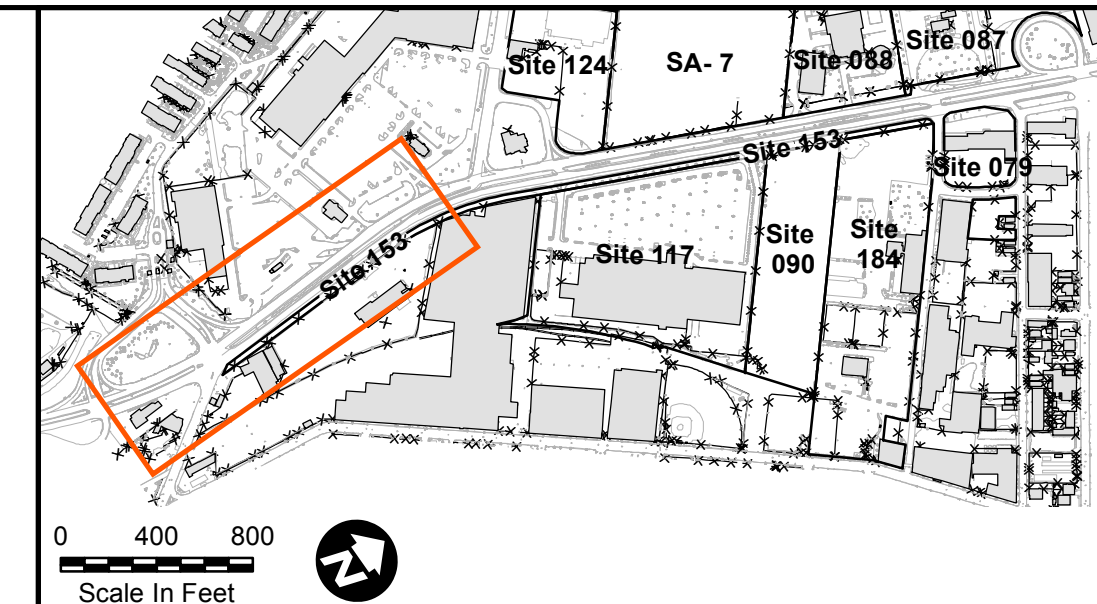 Site 087
Site 124
SA- 7
Site 088
Site 153
Site 079
Site 153
Site 117
Site
090
Site
184
0 400 800
Scale In Feet
N